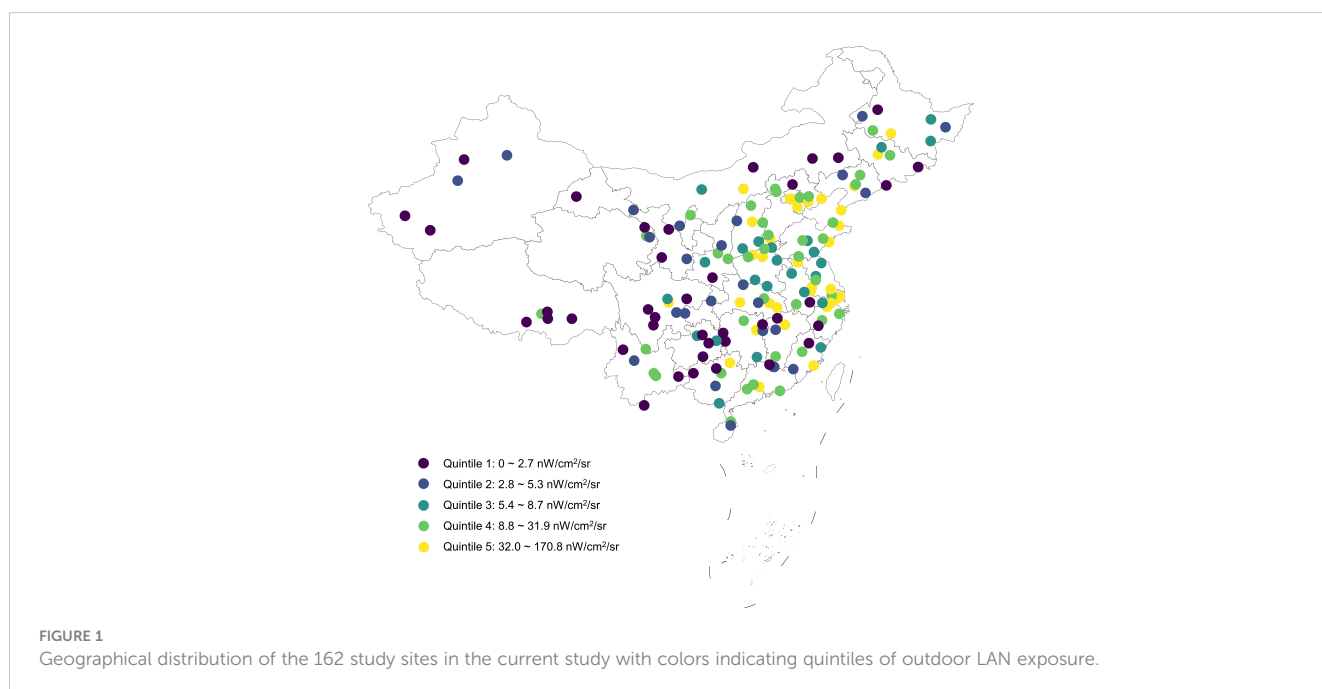 Quintile 1: 0 ~ 2.7 nW/cm²/sr
Quintile 2: 2.8 ~ 5.3 nW/cm²/sr
Quintile 3: 5.4 ~ 8.7 nW/cm²/sr
Quintile 4: 8.8 ~ 31.9 nW/cm²/sr
Quintile 5: 32.0 ~ 170.8 nW/cm²/sr
FIGURE 1
Geographical distribution of the 162 study sites in the current study with colors indicating quintiles of outdoor LAN exposure.